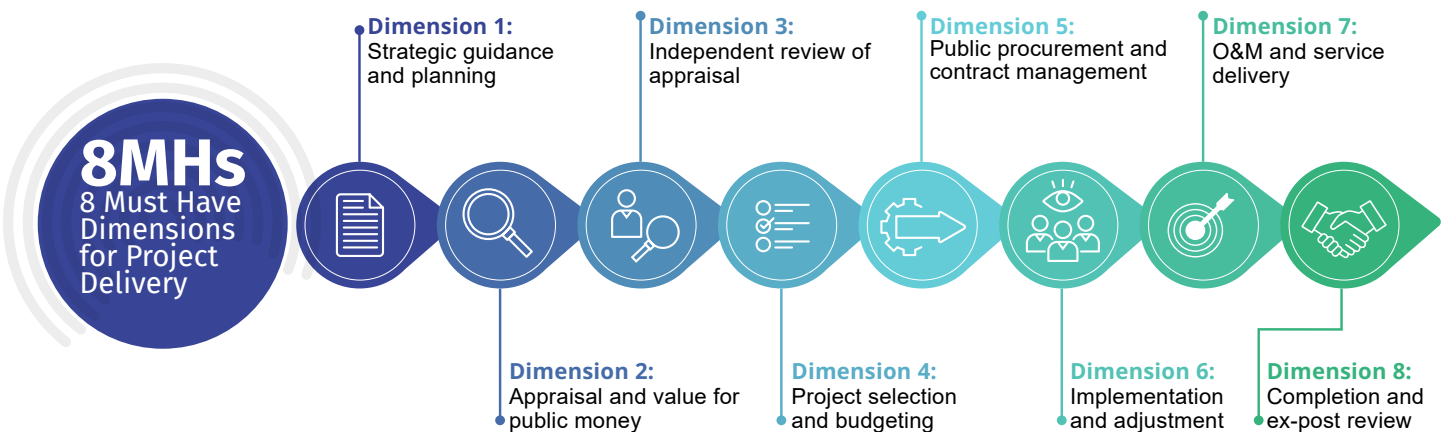 8MHs
8 Must Have
Dimensions
for Project
Delivery
Dimension 1:
Strategic guidance
and planning
Dimension 2:
Appraisal and value for
public money
Dimension 3:
Independent review of
appraisal
Dimension 4:
Project selection
and budgeting
Dimension 5:
Public procurement and
contract management
Dimension 6:
Implementation
and adjustment
Dimension 7:
O&M and service
delivery
Dimension 8:
Completion and
ex-post review